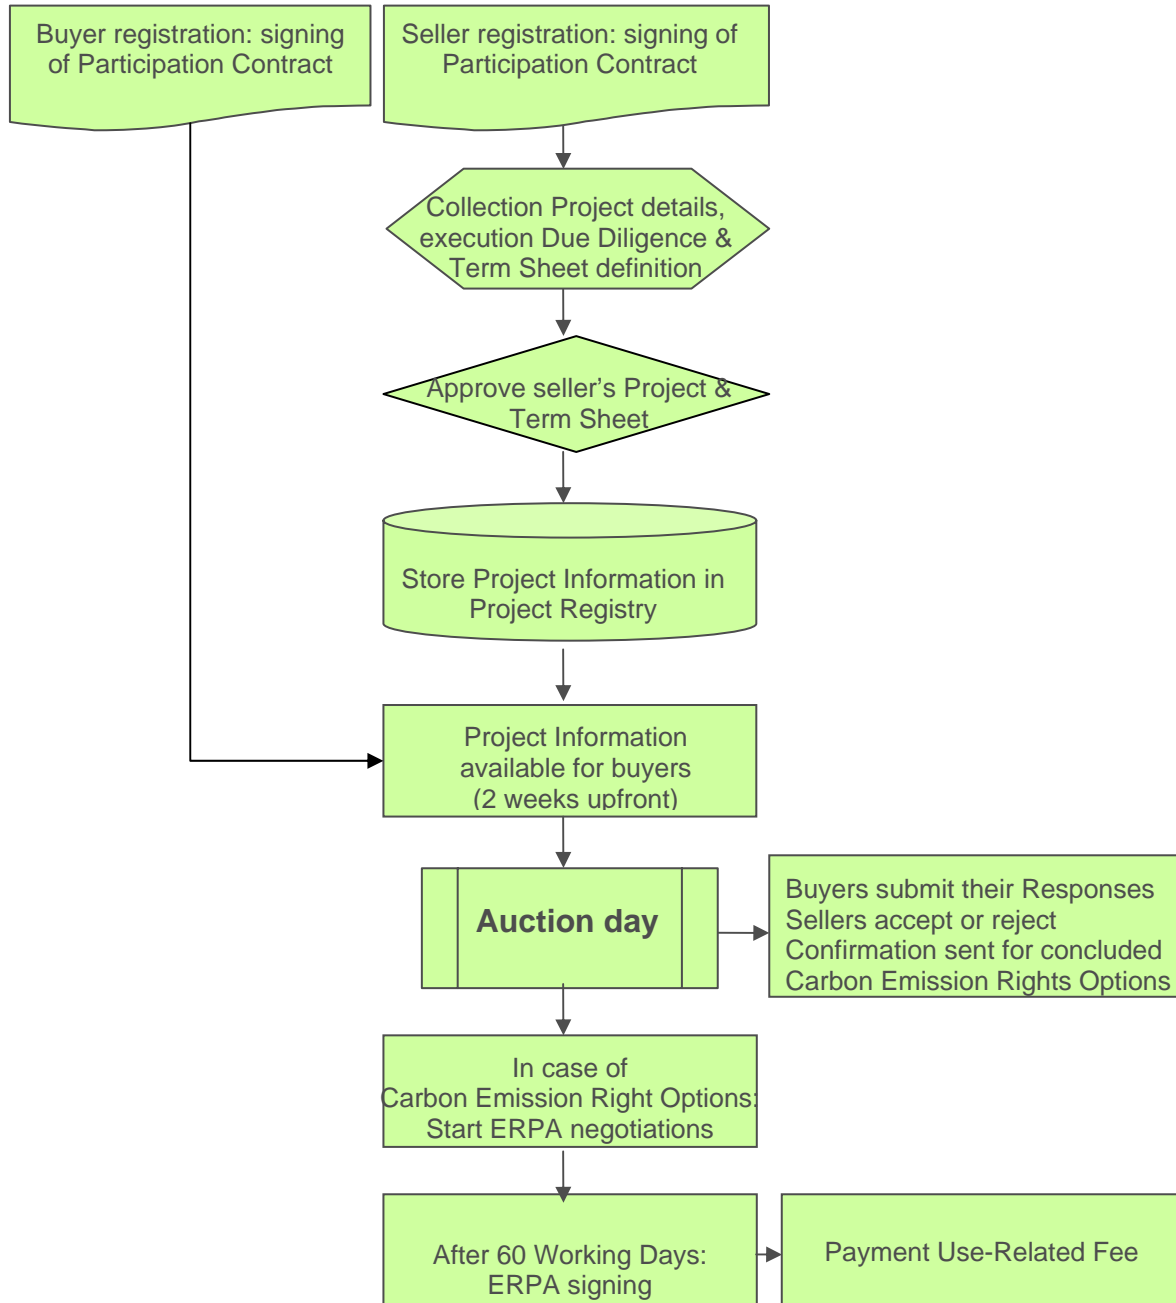 Buyer registration: signing
of Participation Contract
Seller registration: signing of
Participation Contract
Collection Project details,
execution Due Diligence &
Term Sheet definition
Approve seller’s Project &
Term Sheet
Store Project Information in
Project Registry
Project Information
available for buyers
(2 weeks upfront)
Auction day
Buyers submit their Responses
Sellers accept or reject
Confirmation sent for concluded
Carbon Emission Rights Options
In case of
Carbon Emission Right Options:
Start ERPA negotiations
After 60 Working Days:
ERPA signing
Payment Use-Related Fee